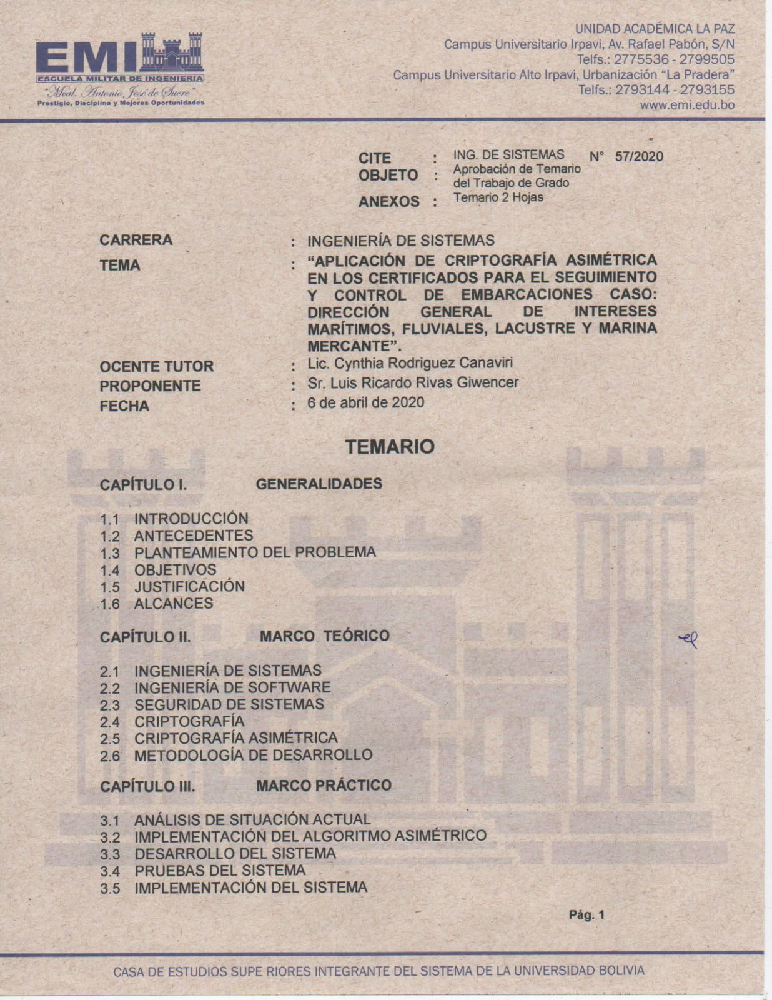 EMI
ESCUELA MILITAR DE INGENIERÍA
"Mcal. Antonio José de Sucre"
Prestigio, Disciplina y Mejores Oportunidades
UNIDAD ACADÉMICA LA PAZ
Campus Universitario Irpavi, Av. Rafael Pabón, S/N
Telfs.: 2775536 - 2799505
Campus Universitario Alto Irpavi, Urbanización “La Pradera”
Telfs.: 2793144 - 2793155
www.emi.edu.bo
CITE : ING. DE SISTEMAS N° 57/2020
OBJETO : Aprobación de Temario
del Trabajo de Grado
ANEXOS : Temario 2 Hojas
CARRERA : INGENIERÍA DE SISTEMAS
TEMA : “APLICACIÓN DE CRIPTOGRAFÍA ASIMÉTRICA
EN LOS CERTIFICADOS PARA EL SEGUIMIENTO
Y CONTROL DE EMBARCACIONES CASO:
DIRECCIÓN GENERAL DE INTERESES
MARÍTIMOS, FLUVIALES, LACUSTRE Y MARINA
MERCANTE”.
OCENTE TUTOR : Lic. Cynthia Rodriguez Canaviri
PROPONENTE : Sr. Luis Ricardo Rivas Giwencer
FECHA : 6 de abril de 2020
TEMARIO
CAPÍTULO I. GENERALIDADES
1.1 INTRODUCCIÓN
1.2 ANTECEDENTES
1.3 PLANTEAMIENTO DEL PROBLEMA
1.4 OBJETIVOS
1.5 JUSTIFICACIÓN
1.6 ALCANCES
CAPÍTULO II. MARCO TEÓRICO
2.1 INGENIERÍA DE SISTEMAS
2.2 INGENIERÍA DE SOFTWARE
2.3 SEGURIDAD DE SISTEMAS
2.4 CRIPTOGRAFÍA
2.5 CRIPTOGRAFÍA ASIMÉTRICA
2.6 METODOLOGÍA DE DESARROLLO
CAPÍTULO III. MARCO PRÁCTICO
3.1 ANÁLISIS DE SITUACIÓN ACTUAL
3.2 IMPLEMENTACIÓN DEL ALGORITMO ASIMÉTRICO
3.3 DESARROLLO DEL SISTEMA
3.4 PRUEBAS DEL SISTEMA
3.5 IMPLEMENTACIÓN DEL SISTEMA
Pág. 1
CASA DE ESTUDIOS SUPE RIORES INTEGRANTE DEL SISTEMA DE LA UNIVERSIDAD BOLIVIA